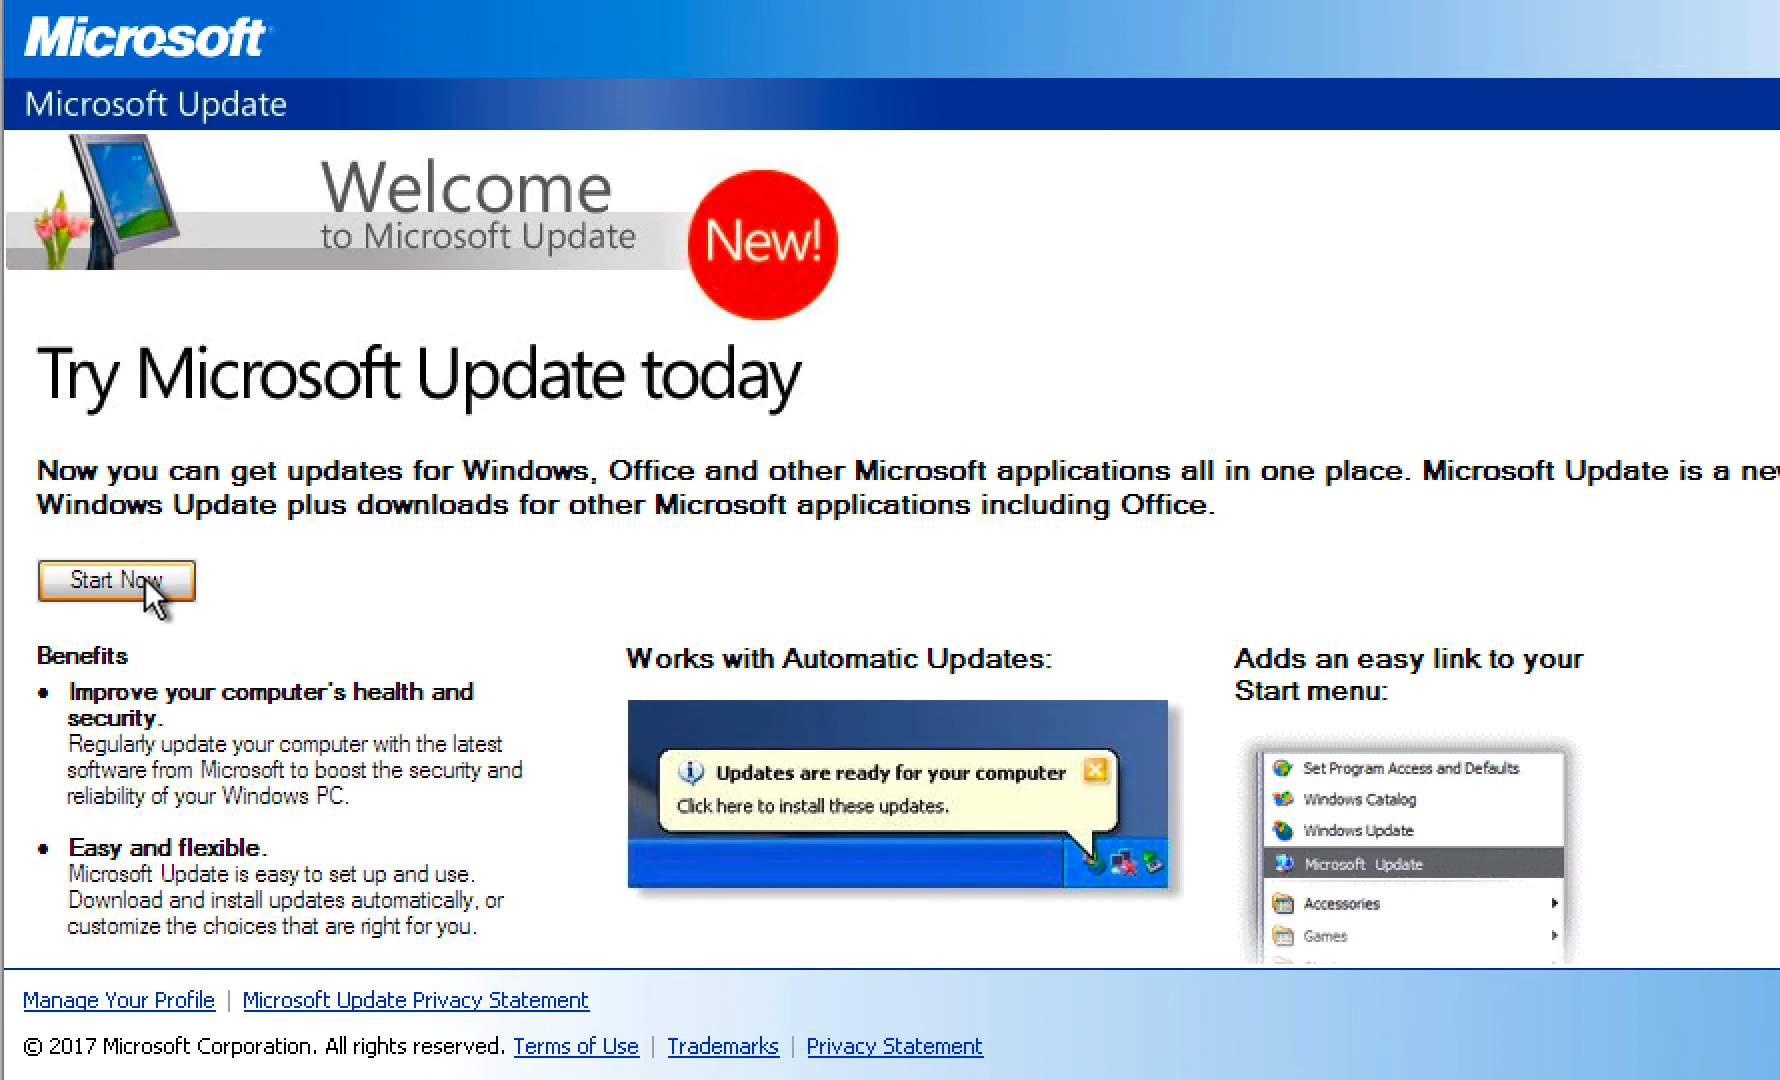 Microsoft
Microsoft Update
Welcome
to Microsoft Update
New!
Try Microsoft Update today
Now you can get updates for Windows, Office and other Microsoft applications all in one place. Microsoft Update is a
Windows Update plus downloads for other Microsoft applications including Office.
Start Now
Benefits
• Improve your computer's health and
security.
Regularly update your computer with the latest
software from Microsoft to boost the security and
reliability of your Windows PC.
• Easy and flexible.
Microsoft Update is easy to set up and use.
Download and install updates automatically, or
customize the choices that are right for you.
Works with Automatic Updates:
Updates are ready for your computer
Click here to install these updates.
Adds an easy link to your
Start menu:
Set Program Access and Defaults
Windows Catalog
Windows Update
Microsoft Update
Accessories
Games
Manage Your Profile | Microsoft Update Privacy Statement
© 2017 Microsoft Corporation. All rights reserved. Terms of Use | Trademarks | Privacy Statement